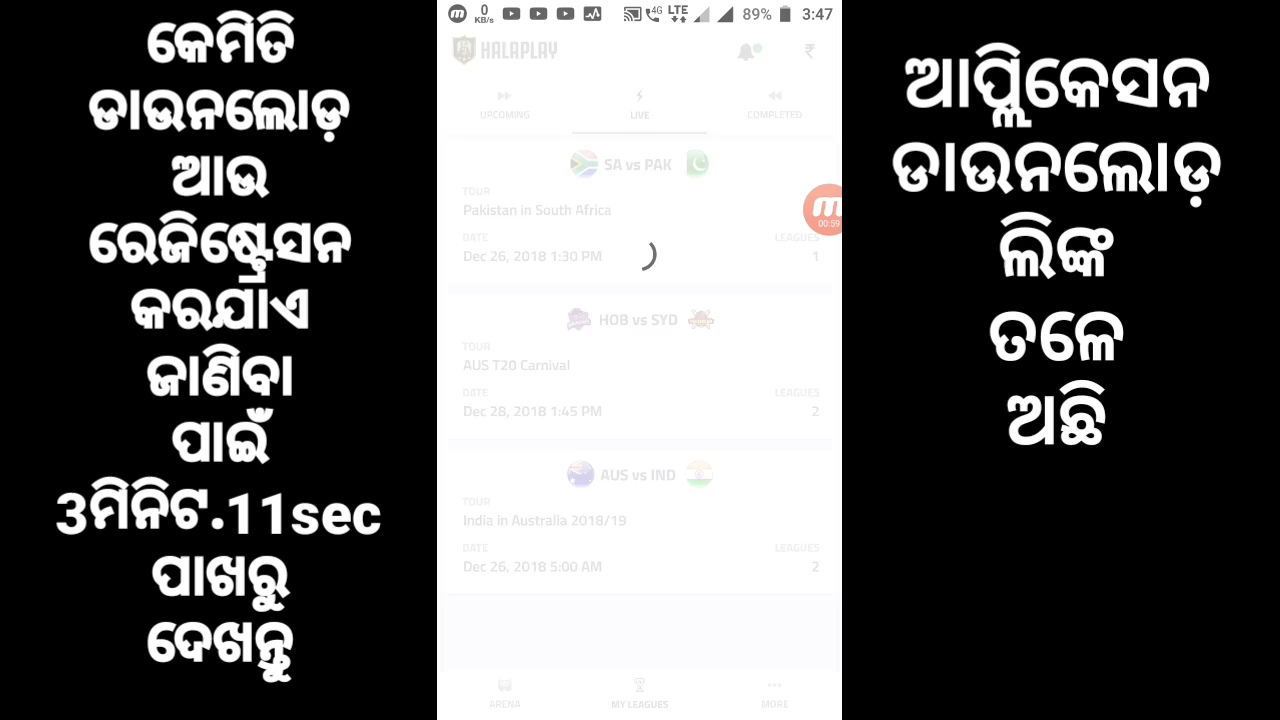 କେମିତି
ଡାଉନଲୋଡ଼
ଆଉ
ରେଜିଷ୍ଟ୍ରେସନ
କରଯାଏ
ଜାଣିବା
ପାଇଁ
3ମିନିଟ.11sec
ପାଖରୁ
ଦେଖନ୍ତୁ
0 KB/s 4G LTE 89% 3:47
HALAPLAY ₹
UPCOMING LIVE COMPLETED
SA vs PAK
TOUR
Pakistan in South Africa
DATE LEAGUES
Dec 26, 2018 1:30 PM 1
00:59
HOB vs SYD
TOUR
AUS T20 Carnival
DATE LEAGUES
Dec 28, 2018 1:45 PM 2
AUS vs IND
TOUR
India in Australia 2018/19
DATE LEAGUES
Dec 26, 2018 5:00 AM 2
ARENA MY LEAGUES MORE
ଆପ୍ଲିକେସନ
ଡାଉନଲୋଡ଼
ଲିଙ୍କ
ତଳେ
ଅଛି